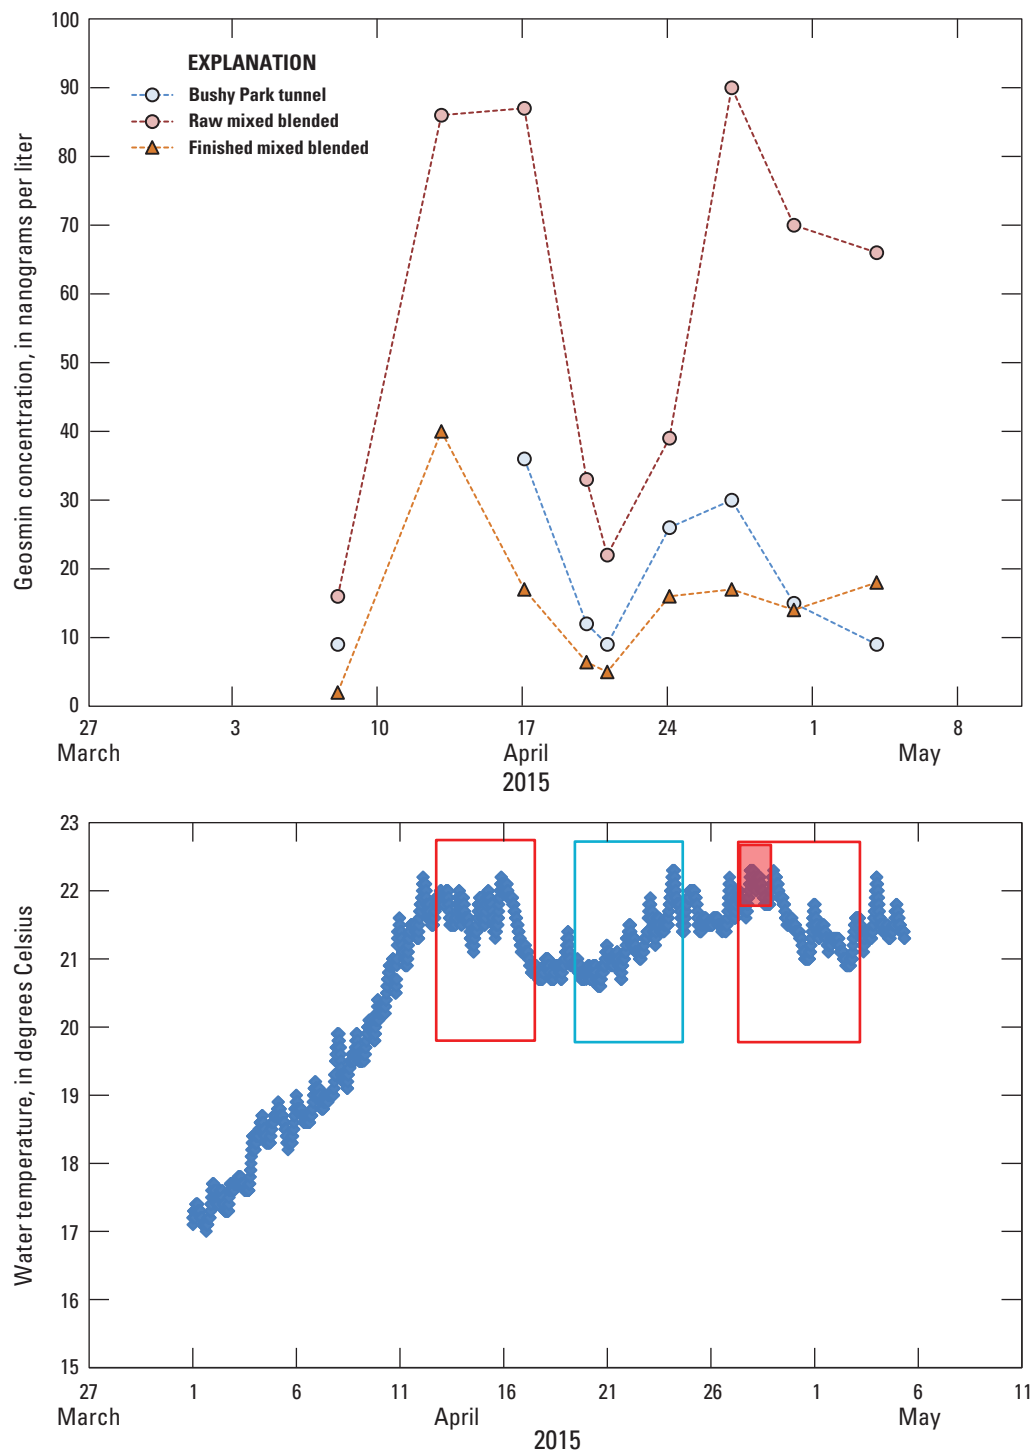 Geosmin concentration, in nanograms per liter
100
90
80
70
60
50
40
30
20
10
0
EXPLANATION
Bushy Park tunnel
Raw mixed blended
Finished mixed blended
27 3 10 17 24 1 8
March April May
2015
Water temperature, in degrees Celsius
23
22
21
20
19
18
17
16
15
27 1 6 11 16 21 26 1 6 11
March April May
2015